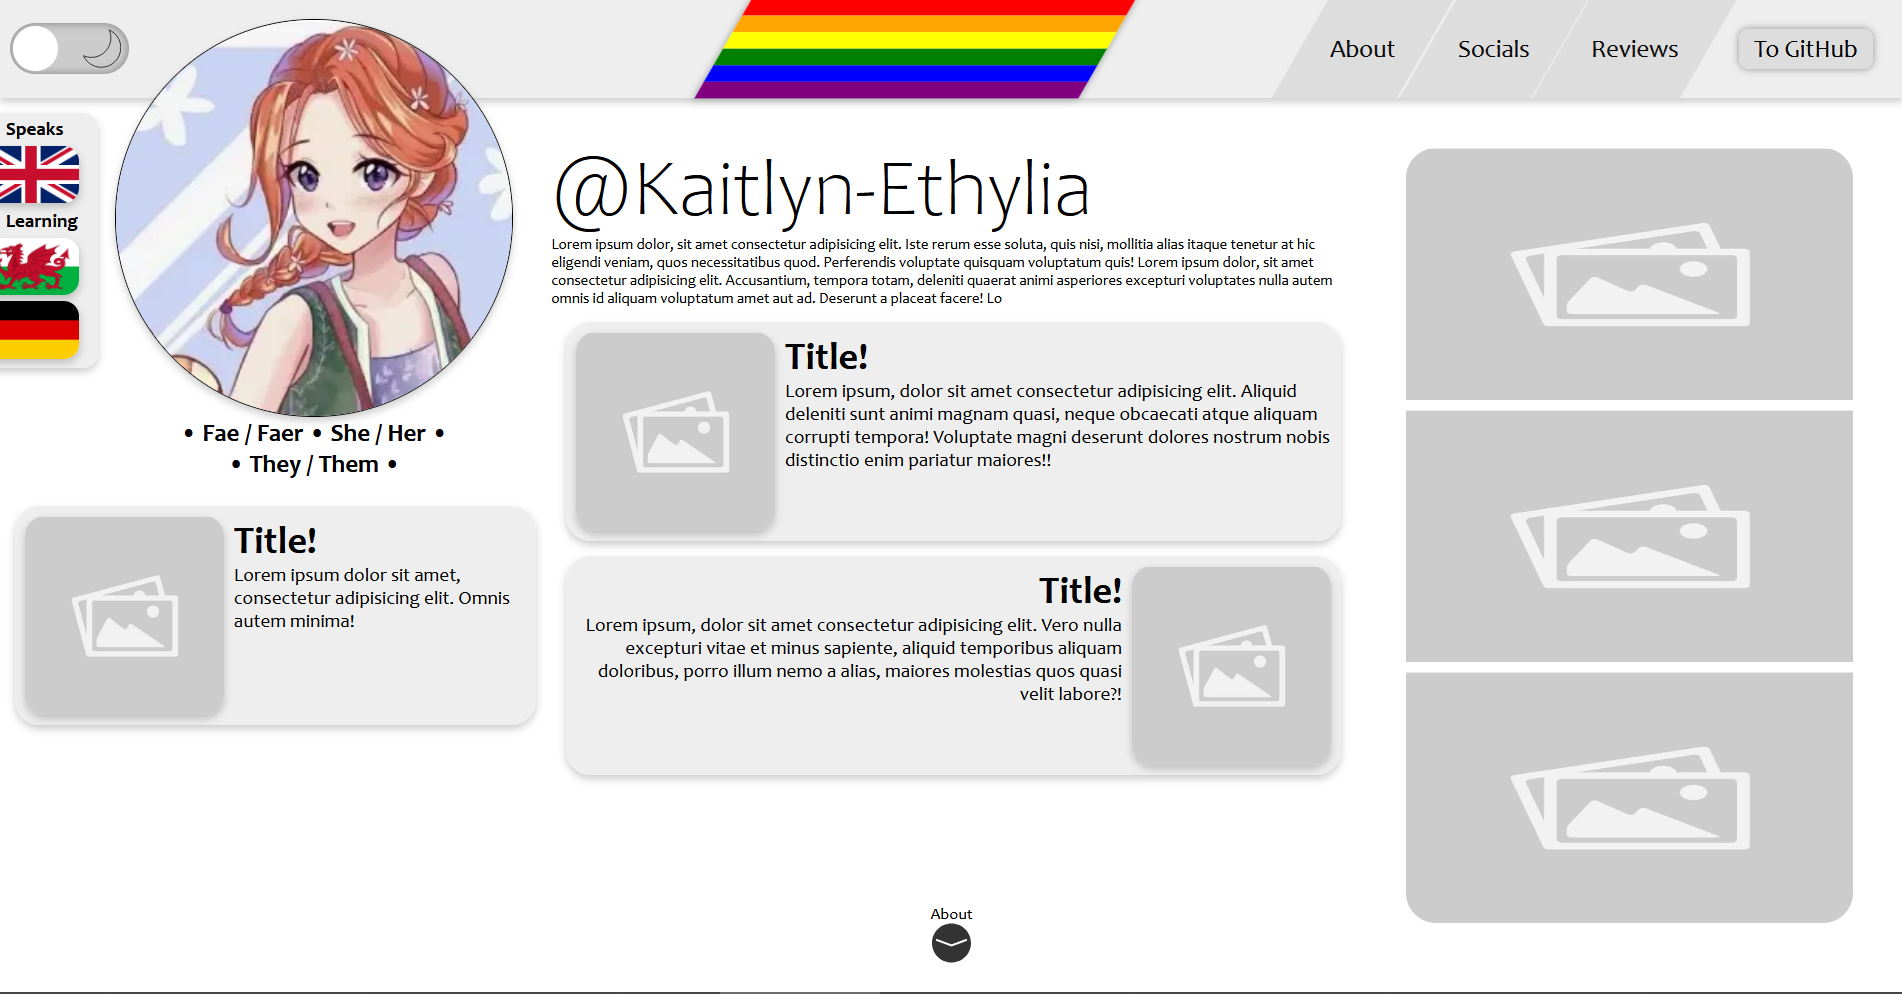 About
Socials
Reviews
To GitHub
Speaks
Learning
• Fae / Faer • She / Her •
• They / Them •
Title!
Lorem ipsum dolor sit amet,
consectetur adipisicing elit. Omnis
autem minima!
@Kaitlyn-Ethylia
Lorem ipsum dolor, sit amet consectetur adipisicing elit. Iste rerum esse soluta, quis nisi, mollitia alias itaque tenetur at hic
eligendi veniam, quos necessitatibus quod. Perferendis voluptate quisquam voluptatum quis! Lorem ipsum dolor, sit amet
consectetur adipisicing elit. Accusantium, tempora totam, deleniti quaerat animi asperiores excepturi voluptates nulla autem
omnis id aliquam voluptatum amet aut ad. Deserunt a placeat facere! Lo
Title!
Lorem ipsum, dolor sit amet consectetur adipisicing elit. Aliquid
deleniti sunt animi magnam quasi, neque obcaecati atque aliquam
corrupti tempora! Voluptate magni deserunt dolores nostrum nobis
distinctio enim pariatur maiores!!
Title!
Lorem ipsum, dolor sit amet consectetur adipisicing elit. Vero nulla
excepturi vitae et minus sapiente, aliquid temporibus aliquam
doloribus, porro illum nemo a alias, maiores molestias quos quasi
velit labore?!
About